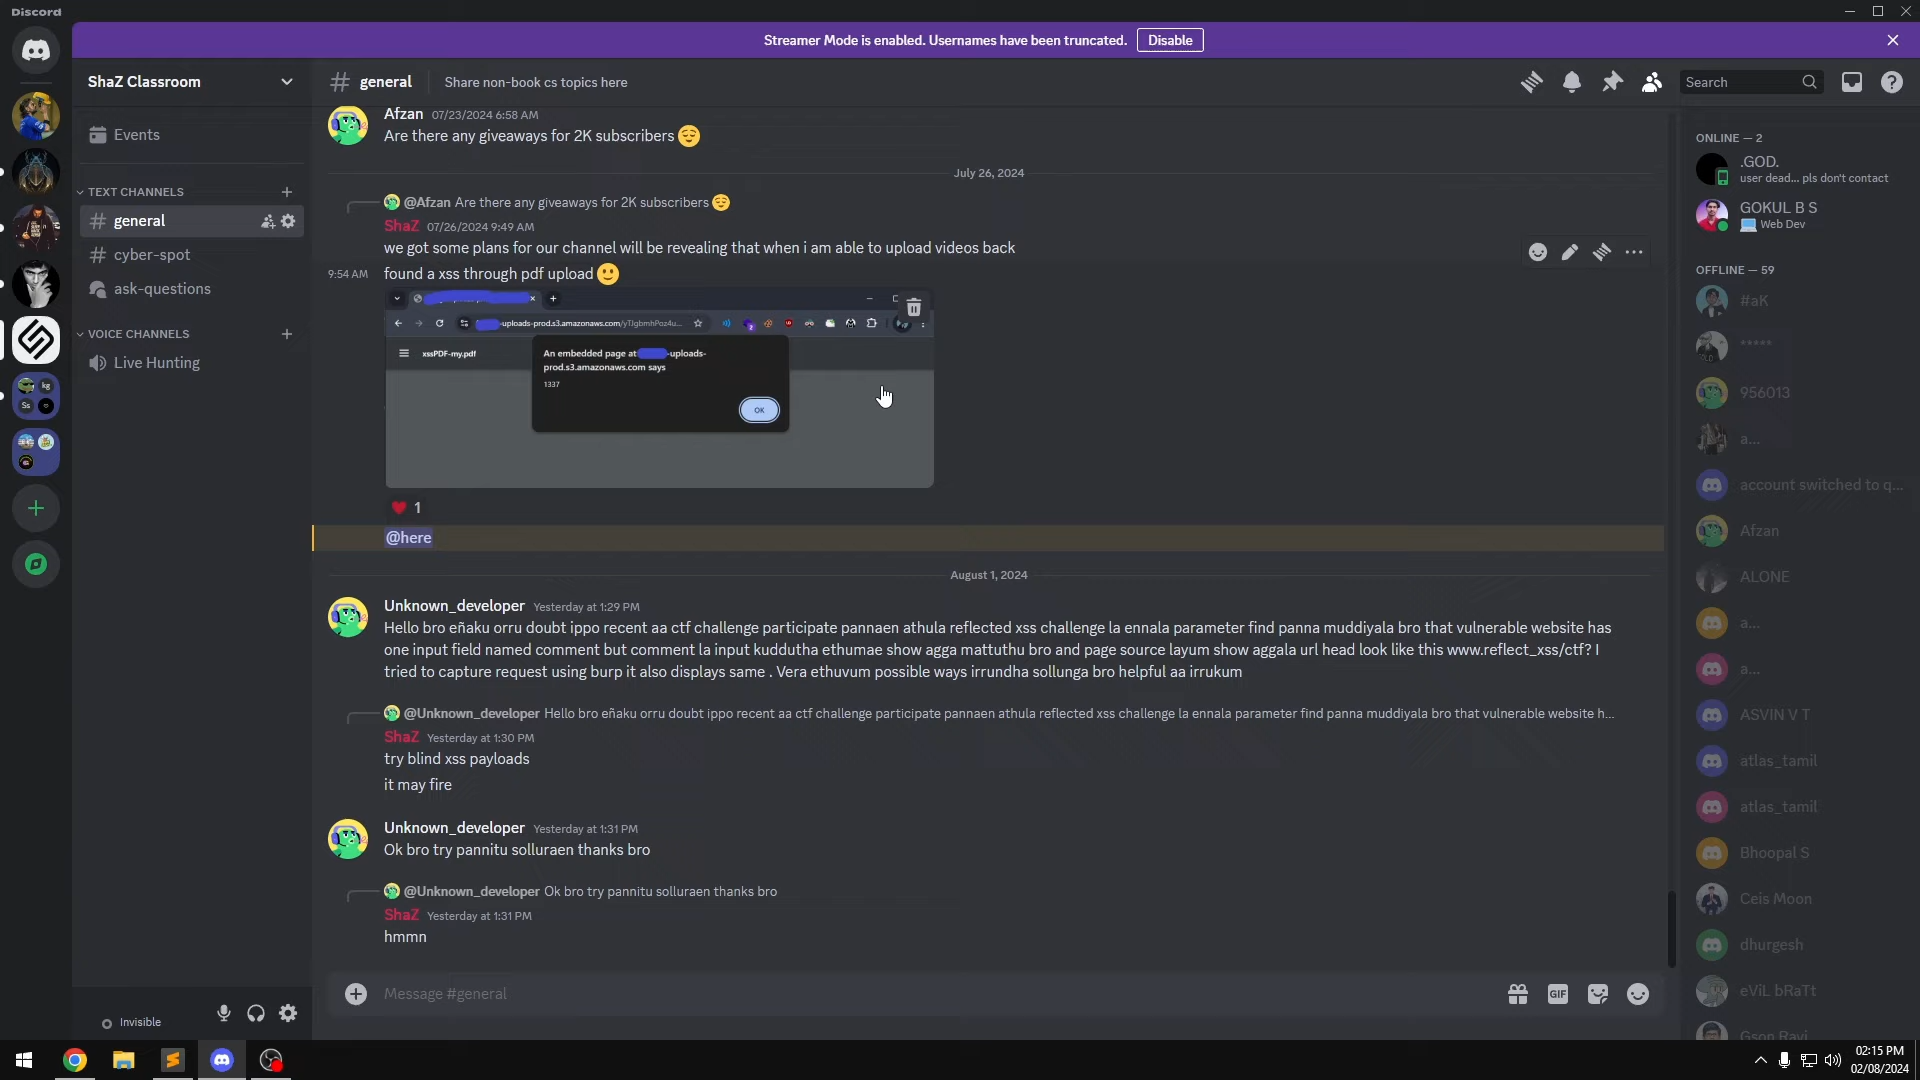 Discord
Streamer Mode is enabled. Usernames have been truncated.
Disable
ShaZ Classroom
general
Share non-book cs topics here
Search
Events
TEXT CHANNELS
general
cyber-spot
ask-questions
VOICE CHANNELS
Live Hunting
Afzan 07/23/2024 6:58 AM
Are there any giveaways for 2K subscribers 😌
July 26, 2024
@Afzan Are there any giveaways for 2K subscribers 😌
ShaZ 07/26/2024 9:49 AM
we got some plans for our channel will be revealing that when i am able to upload videos back
9:54 AM found a xss through pdf upload 🙂
-uploads-prod.s3.amazonaws.com/
xssPDF-my.pdf
An embedded page at -uploads-
prod.s3.amazonaws.com says
1337
OK
❤️ 1
@here
August 1, 2024
Unknown_developer Yesterday at 1:29 PM
Hello bro eñaku orru doubt ippo recent aa ctf challenge participate pannaen athula reflected xss challenge la ennala parameter find panna muddiyala bro that vulnerable website has
one input field named comment but comment la input kuddutha ethumae show agga mattuthu bro and page source layum show aggala url head look like this www.reflect_xss/ctf? I
tried to capture request using burp it also displays same . Vera ethuvum possible ways irrundha sollunga bro helpful aa irrukum
@Unknown_developer Hello bro eñaku orru doubt ippo recent aa ctf challenge participate pannaen athula reflected xss challenge la ennala parameter find panna muddiyala bro that vulnerable website h...
ShaZ Yesterday at 1:30 PM
try blind xss payloads
it may fire
Unknown_developer Yesterday at 1:31 PM
Ok bro try pannitu solluraen thanks bro
@Unknown_developer Ok bro try pannitu solluraen thanks bro
ShaZ Yesterday at 1:31 PM
hmmn
Message #general
GIF
Invisible
ONLINE — 2
.GOD.
user dead... pls don't contact
GOKUL B S
💻 Web Dev
OFFLINE — 59
#aK
*****
956013
a...
account switched to q...
Afzan
ALONE
a...
a...
ASVIN V T
atlas_tamil
atlas_tamil
Bhoopal S
Ceis Moon
dhurgesh
eViL bRaTt
Gson Ravi
kg
Ss
02:15 PM
02/08/2024